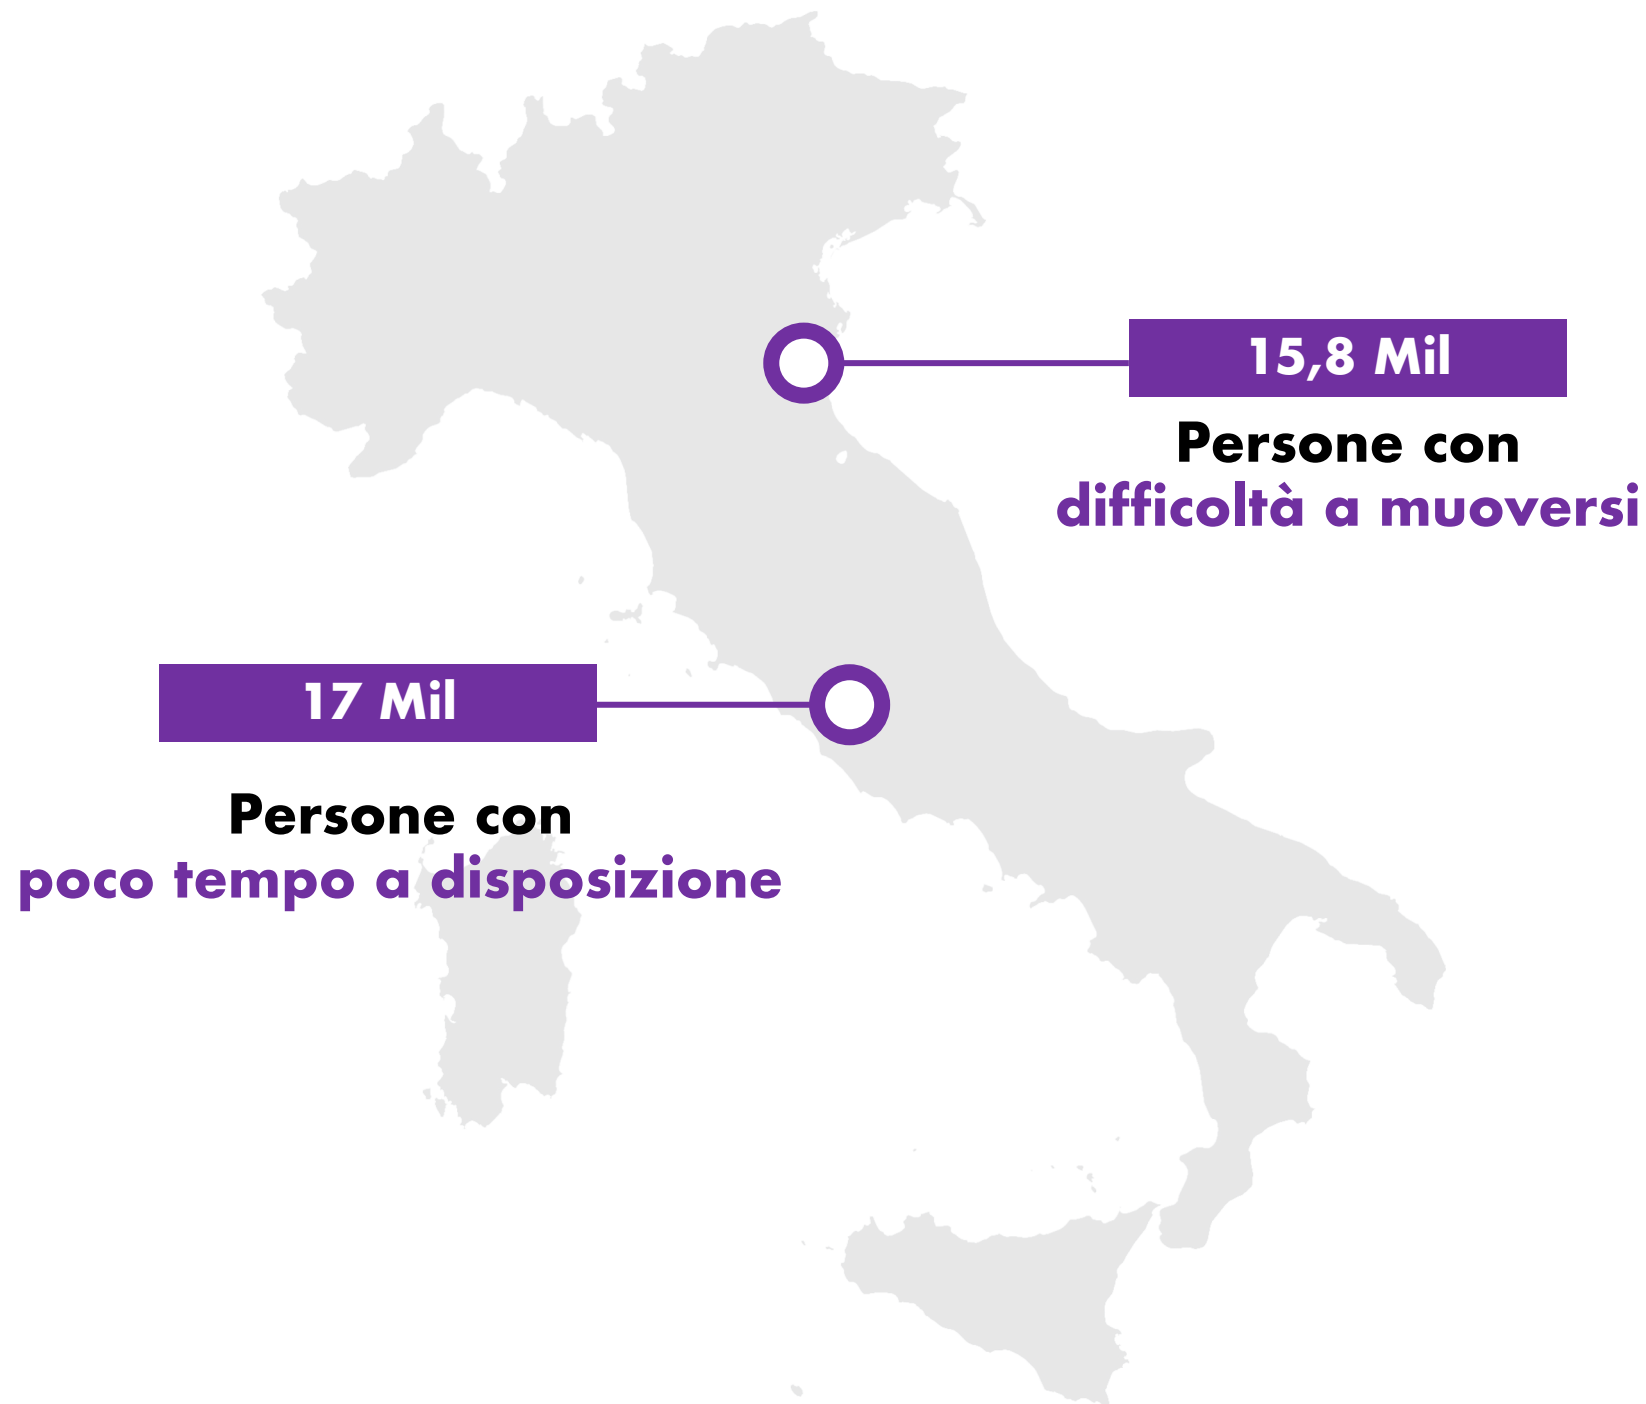 15,8 Mil
Persone con
difficoltà a muoversi
17 Mil
Persone con
poco tempo a disposizione